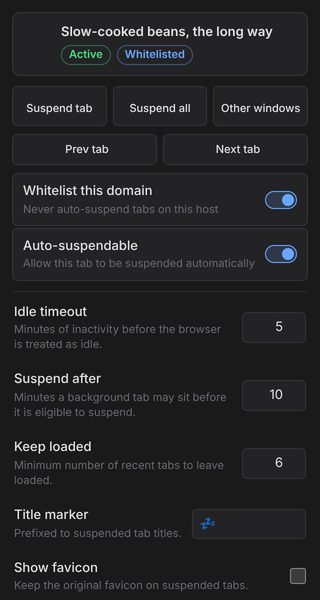 Slow-cooked beans, the long way
Active Whitelisted
Suspend tab Suspend all Other windows
Prev tab Next tab
Whitelist this domain
Never auto-suspend tabs on this host
Auto-suspendable
Allow this tab to be suspended automatically
Idle timeout
Minutes of inactivity before the browser
is treated as idle.
5
Suspend after
Minutes a background tab may sit before
it is eligible to suspend.
10
Keep loaded
Minimum number of recent tabs to leave
loaded.
6
Title marker
Prefixed to suspended tab titles.
💤
Show favicon
Keep the original favicon on suspended tabs.